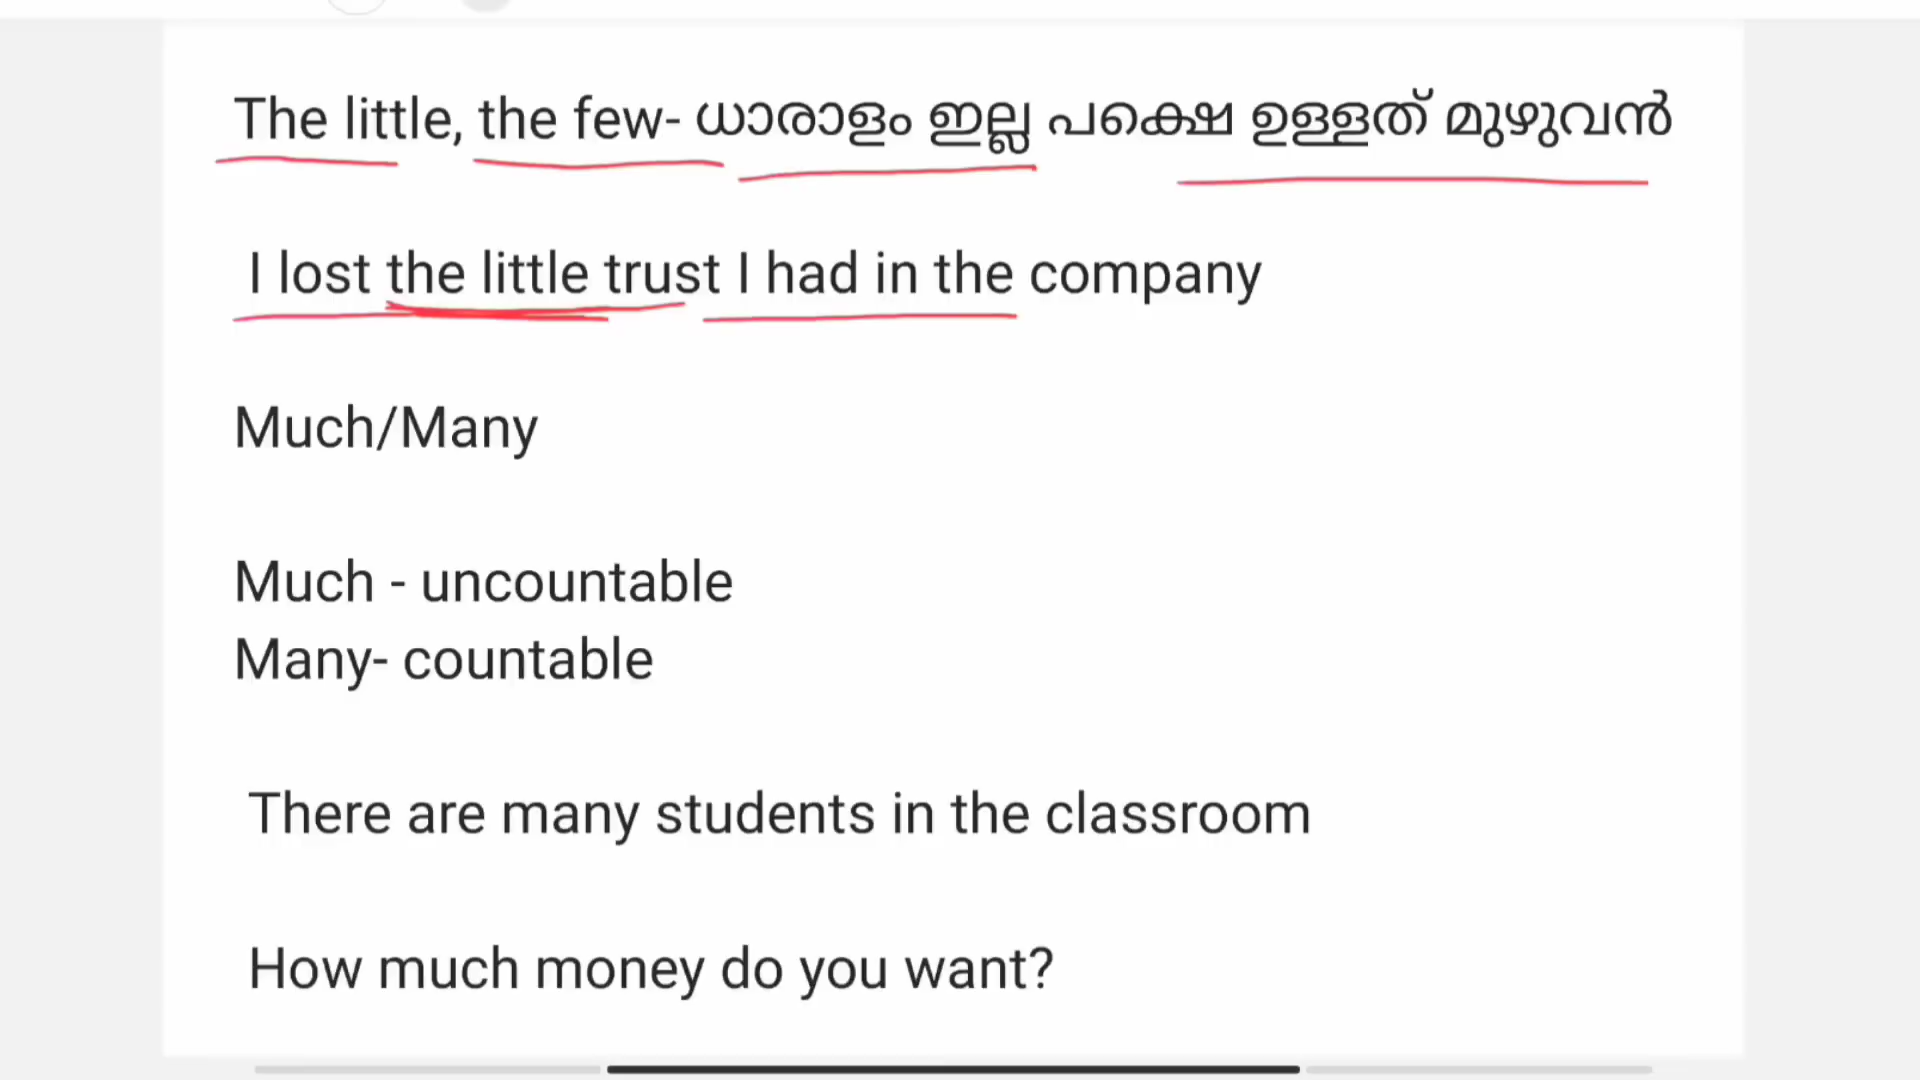 The little, the few- ധാരാളം ഇല്ല പക്ഷെ ഉള്ളത് മുഴുവൻ
I lost the little trust I had in the company
Much/Many
Much - uncountable
Many- countable
There are many students in the classroom
How much money do you want?